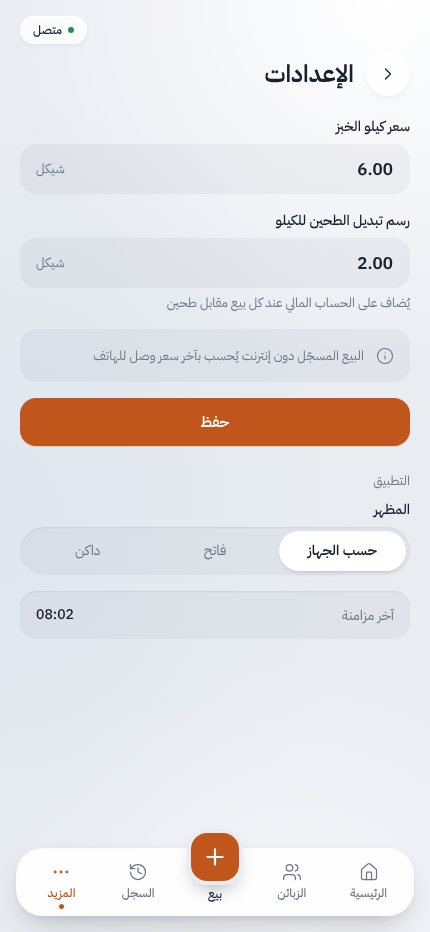 متصل
الإعدادات
سعر كيلو الخبز
6.00 شيكل
رسم تبديل الطحين للكيلو
2.00 شيكل
يُضاف على الحساب المالي عند كل بيع مقابل طحين
البيع المسجّل دون إنترنت يُحسب بآخر سعر وصل للهاتف
حفظ
التطبيق
المظهر
حسب الجهاز فاتح داكن
آخر مزامنة 08:02
الرئيسية الزبائن بيع السجل المزيد